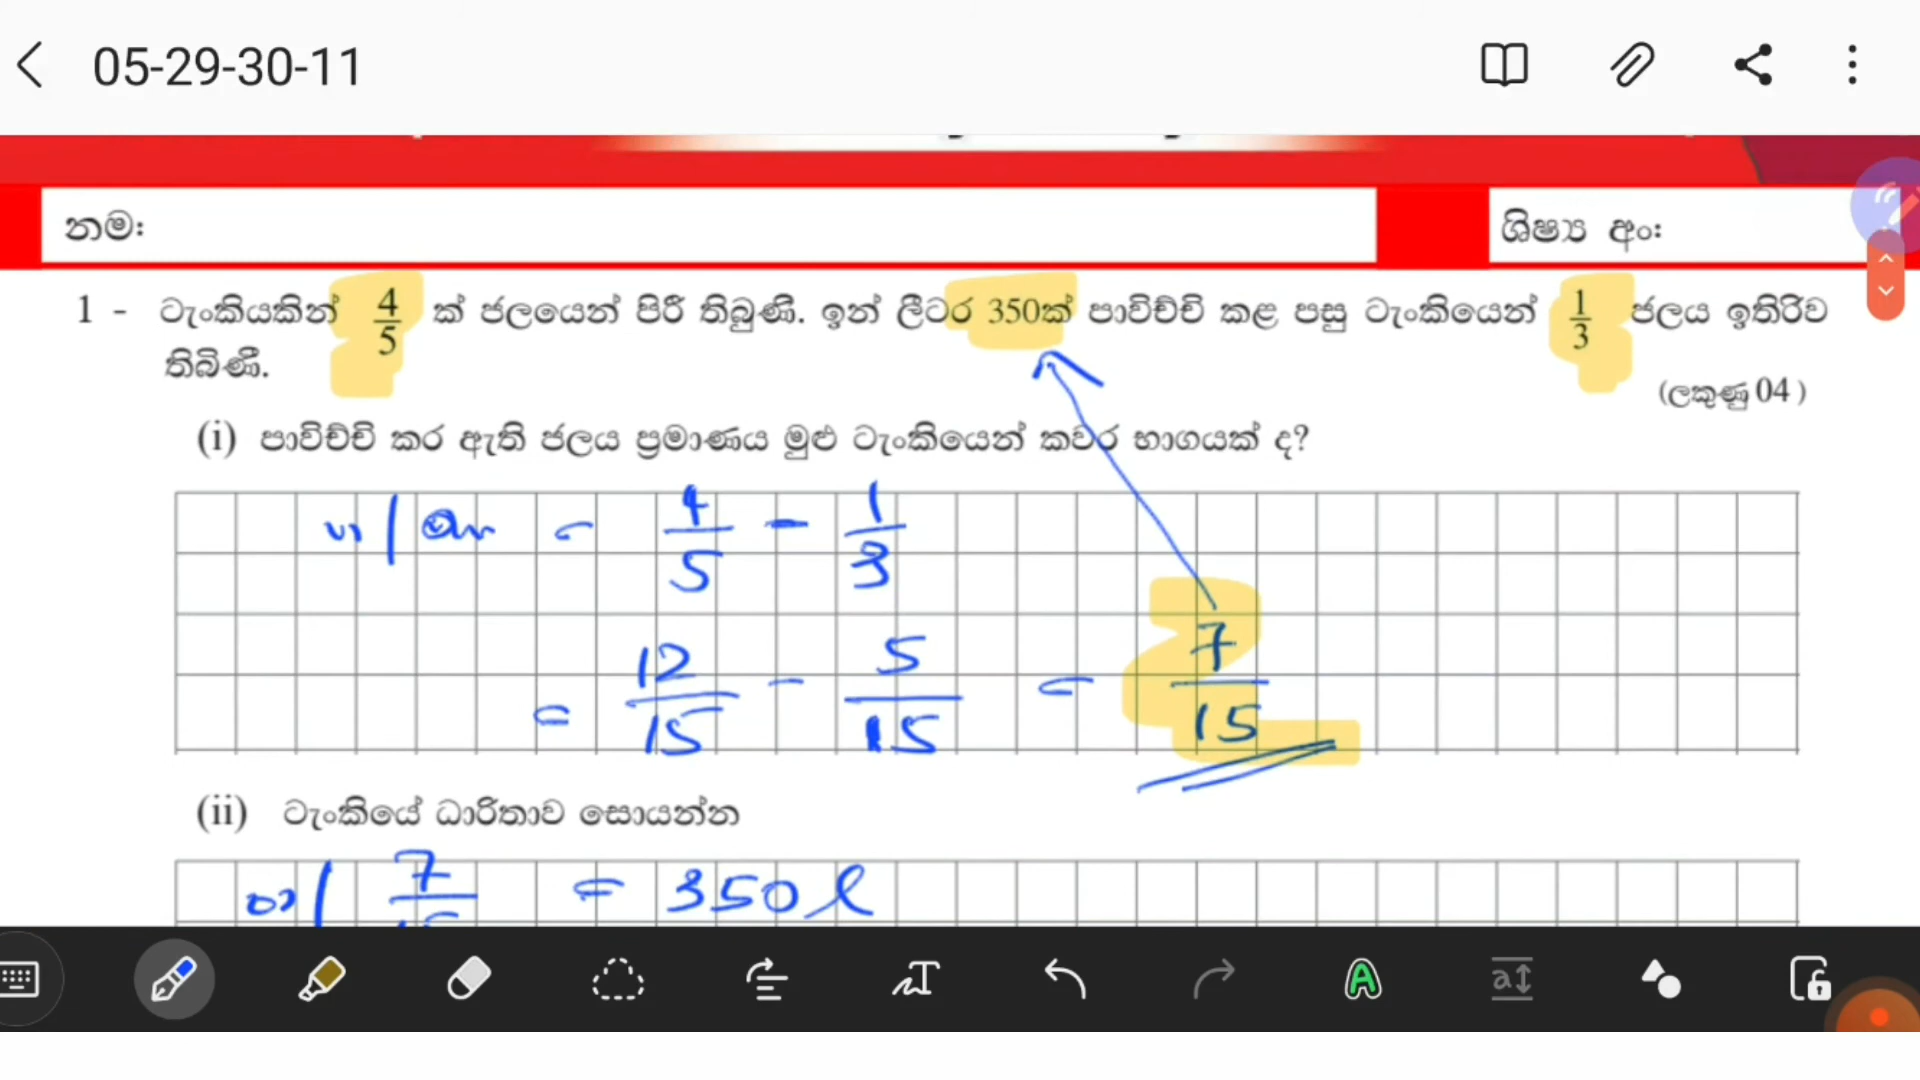 05-29-30-11
නම:
ශිෂ්‍ය අං:
1 - ටැංකියකින් 4/5 ක් ජලයෙන් පිරී තිබුණි. ඉන් ලීටර 350ක් පාවිච්චි කළ පසු ටැංකියෙන් 1/3 ජලය ඉතිරිව
තිබිණි.
(ලකුණු 04)
(i) පාවිච්චි කර ඇති ජලය ප්‍රමාණය මුළු ටැංකියෙන් කවර භාගයක් ද?
= 4/5 - 1/3
= 12/15 - 5/15 = 7/15
(ii) ටැංකියේ ධාරිතාව සොයන්න
= 350 l